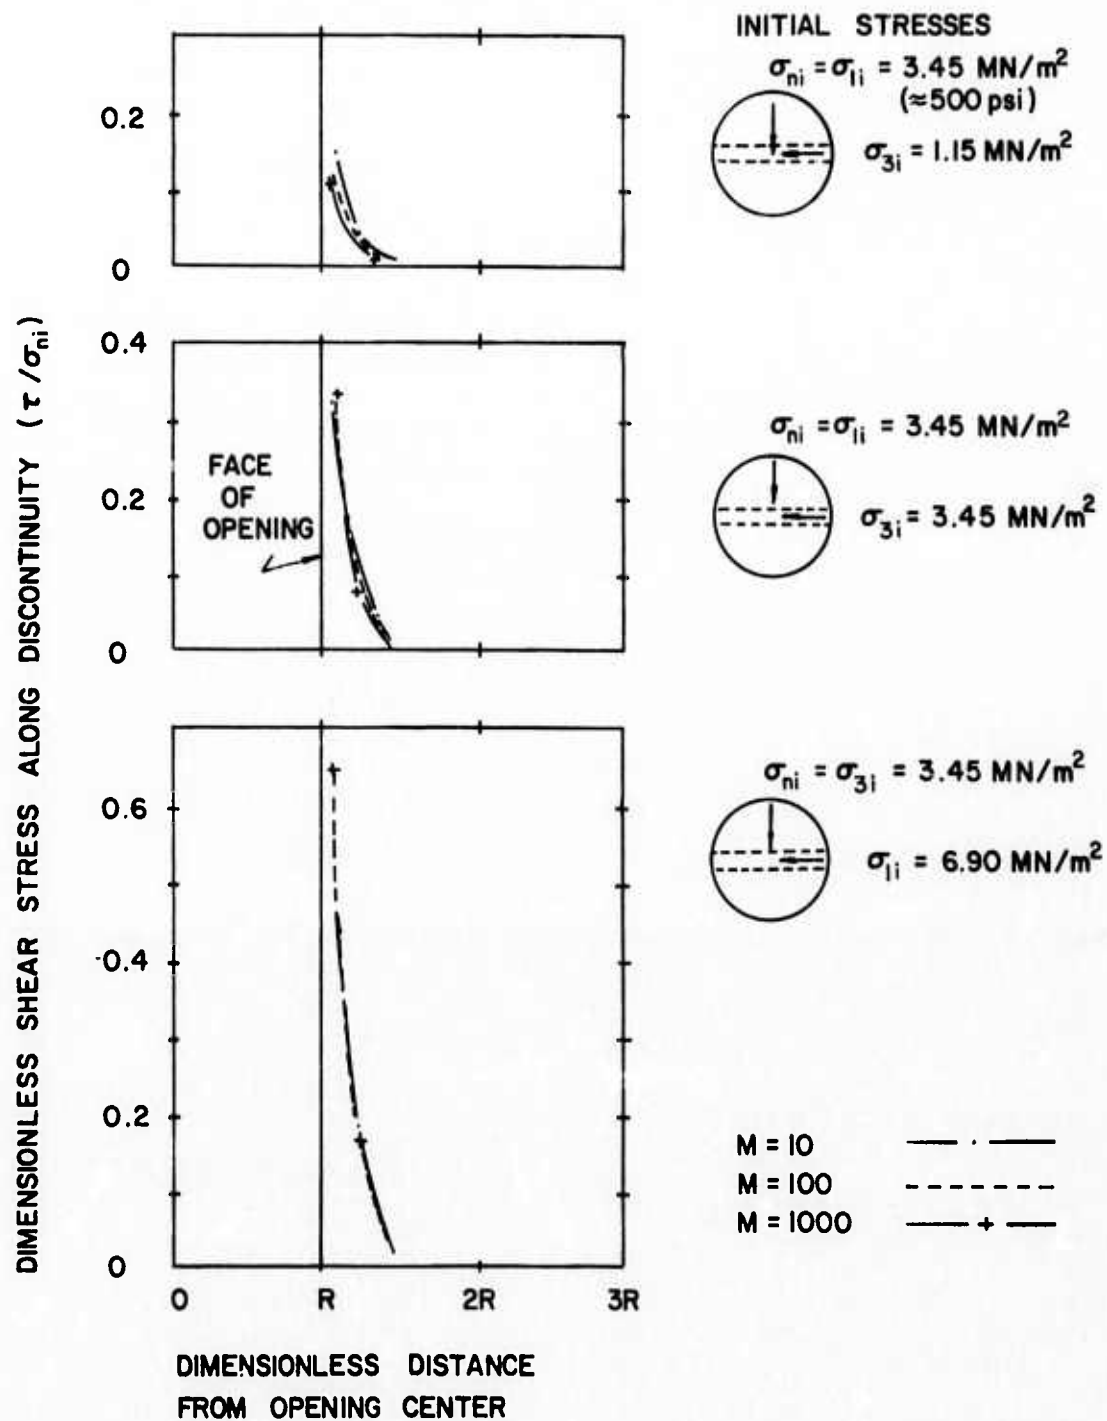 INITIAL STRESSES
σni = σ1i = 3.45 MN/m²
(≈500 psi)
σ3i = 1.15 MN/m²
0.2
0
DIMENSIONLESS SHEAR STRESS ALONG DISCONTINUITY (τ/σni)
0.4
0.2
0
FACE
OF
OPENING
σni = σ1i = 3.45 MN/m²
σ3i = 3.45 MN/m²
0.6
0.4
0.2
0
σni = σ3i = 3.45 MN/m²
σ1i = 6.90 MN/m²
M = 10
M = 100
M = 1000
0 R 2R 3R
DIMENSIONLESS DISTANCE
FROM OPENING CENTER